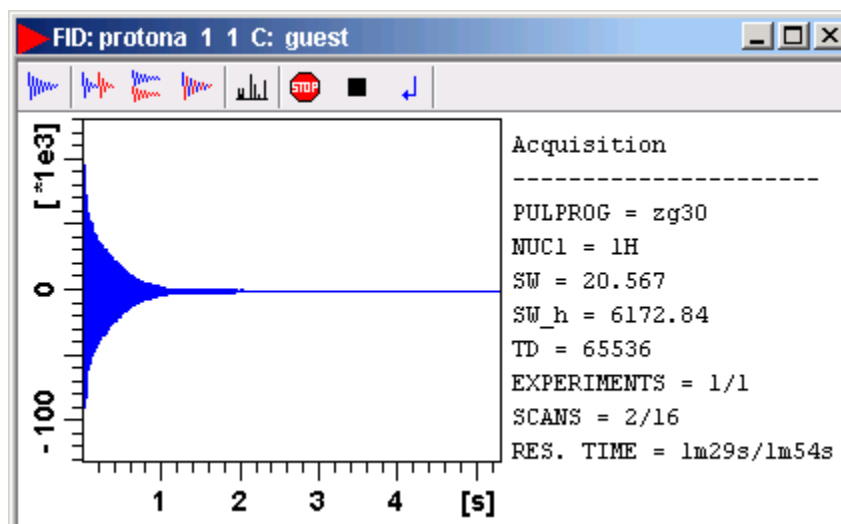 FID: protona 1 1 C: guest
STOP
[*1e3]
0
-100
1 2 3 4 [s]
Acquisition
-----------------------
PULPROG = zg30
NUC1 = 1H
SW = 20.567
SW_h = 6172.84
TD = 65536
EXPERIMENTS = 1/1
SCANS = 2/16
RES. TIME = 1m29s/1m54s